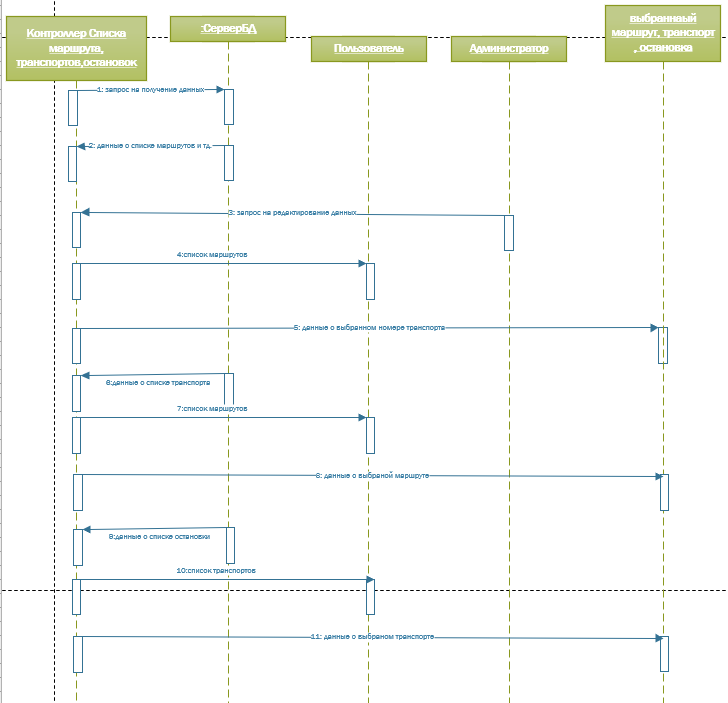 Контроллер Списка
маршрута,
транспортов,остановок
:СерверБД
Пользователь
Администратор
выбраннаый
маршрут, транспорт
, остановка
1: запрос на получение данных
2: данные о списке маршрутов и тд.
3: запрос на редактирование данных
4:список маршрутов
5: данные о выбранном номере транспорта
6:данные о списке транспорта
7:список маршрутов
8: данные о выбраной маршруте
9:данные о списке остановки
10:список транспортов
11: данные о выбраном транспорте